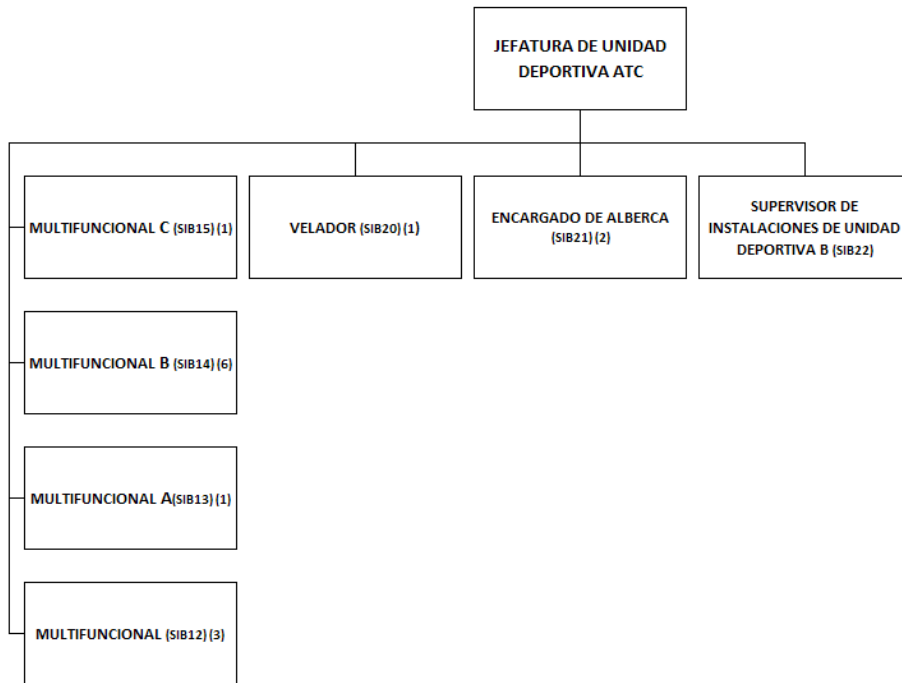 JEFATURA DE UNIDAD
DEPORTIVA ATC
MULTIFUNCIONAL C (SIB15) (1)
VELADOR (SIB20) (1)
ENCARGADO DE ALBERCA
(SIB21) (2)
SUPERVISOR DE
INSTALACIONES DE UNIDAD
DEPORTIVA B (SIB22)
MULTIFUNCIONAL B (SIB14) (6)
MULTIFUNCIONAL A(SIB13) (1)
MULTIFUNCIONAL (SIB12) (3)